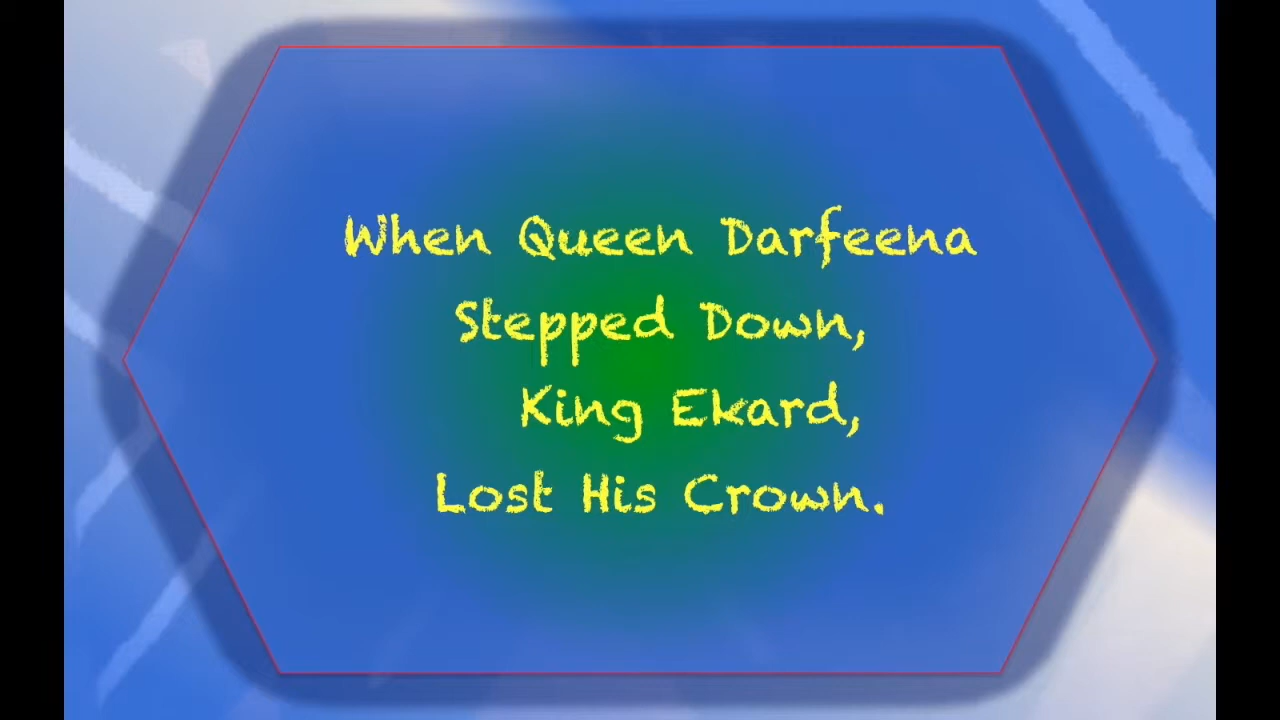 When Queen Darfeena
Stepped Down,
King Ekard,
Lost His Crown.